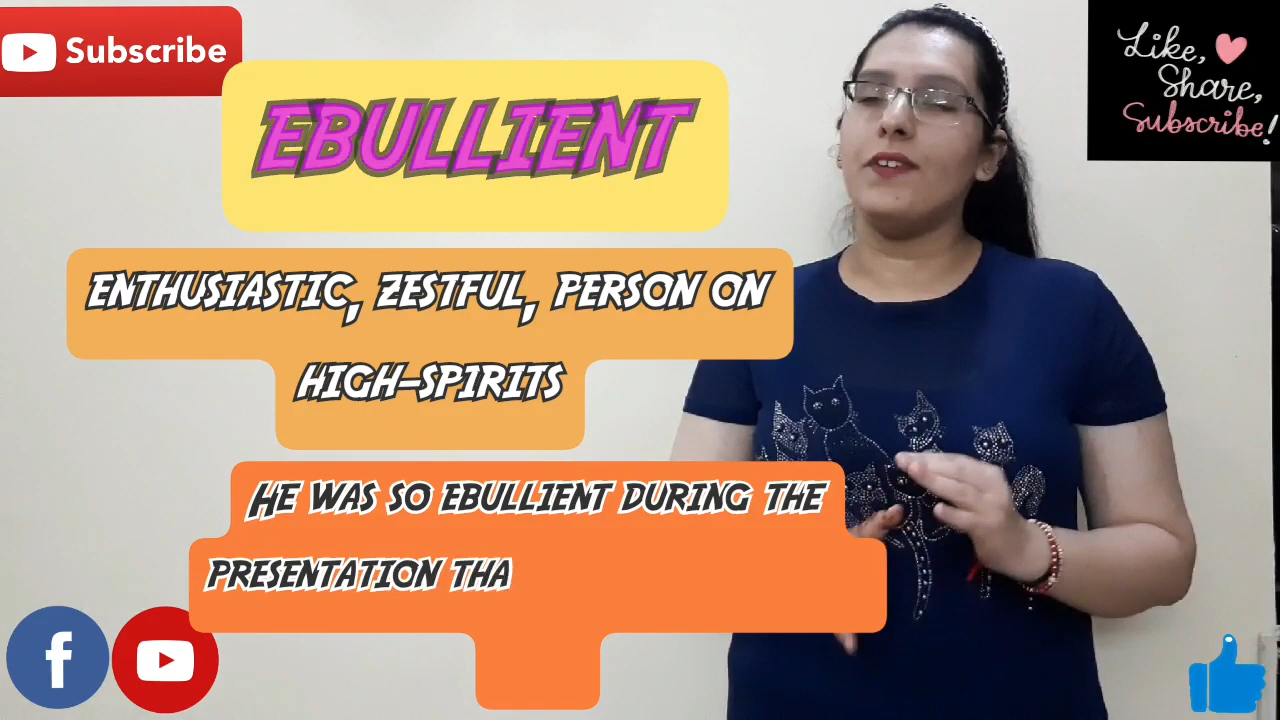 Subscribe
EBULLIENT
Like,
Share,
Subscribe!
ENTHUSIASTIC, ZESTFUL, PERSON ON
HIGH-SPIRITS
HE WAS SO EBULLIENT DURING THE
PRESENTATION THA
f